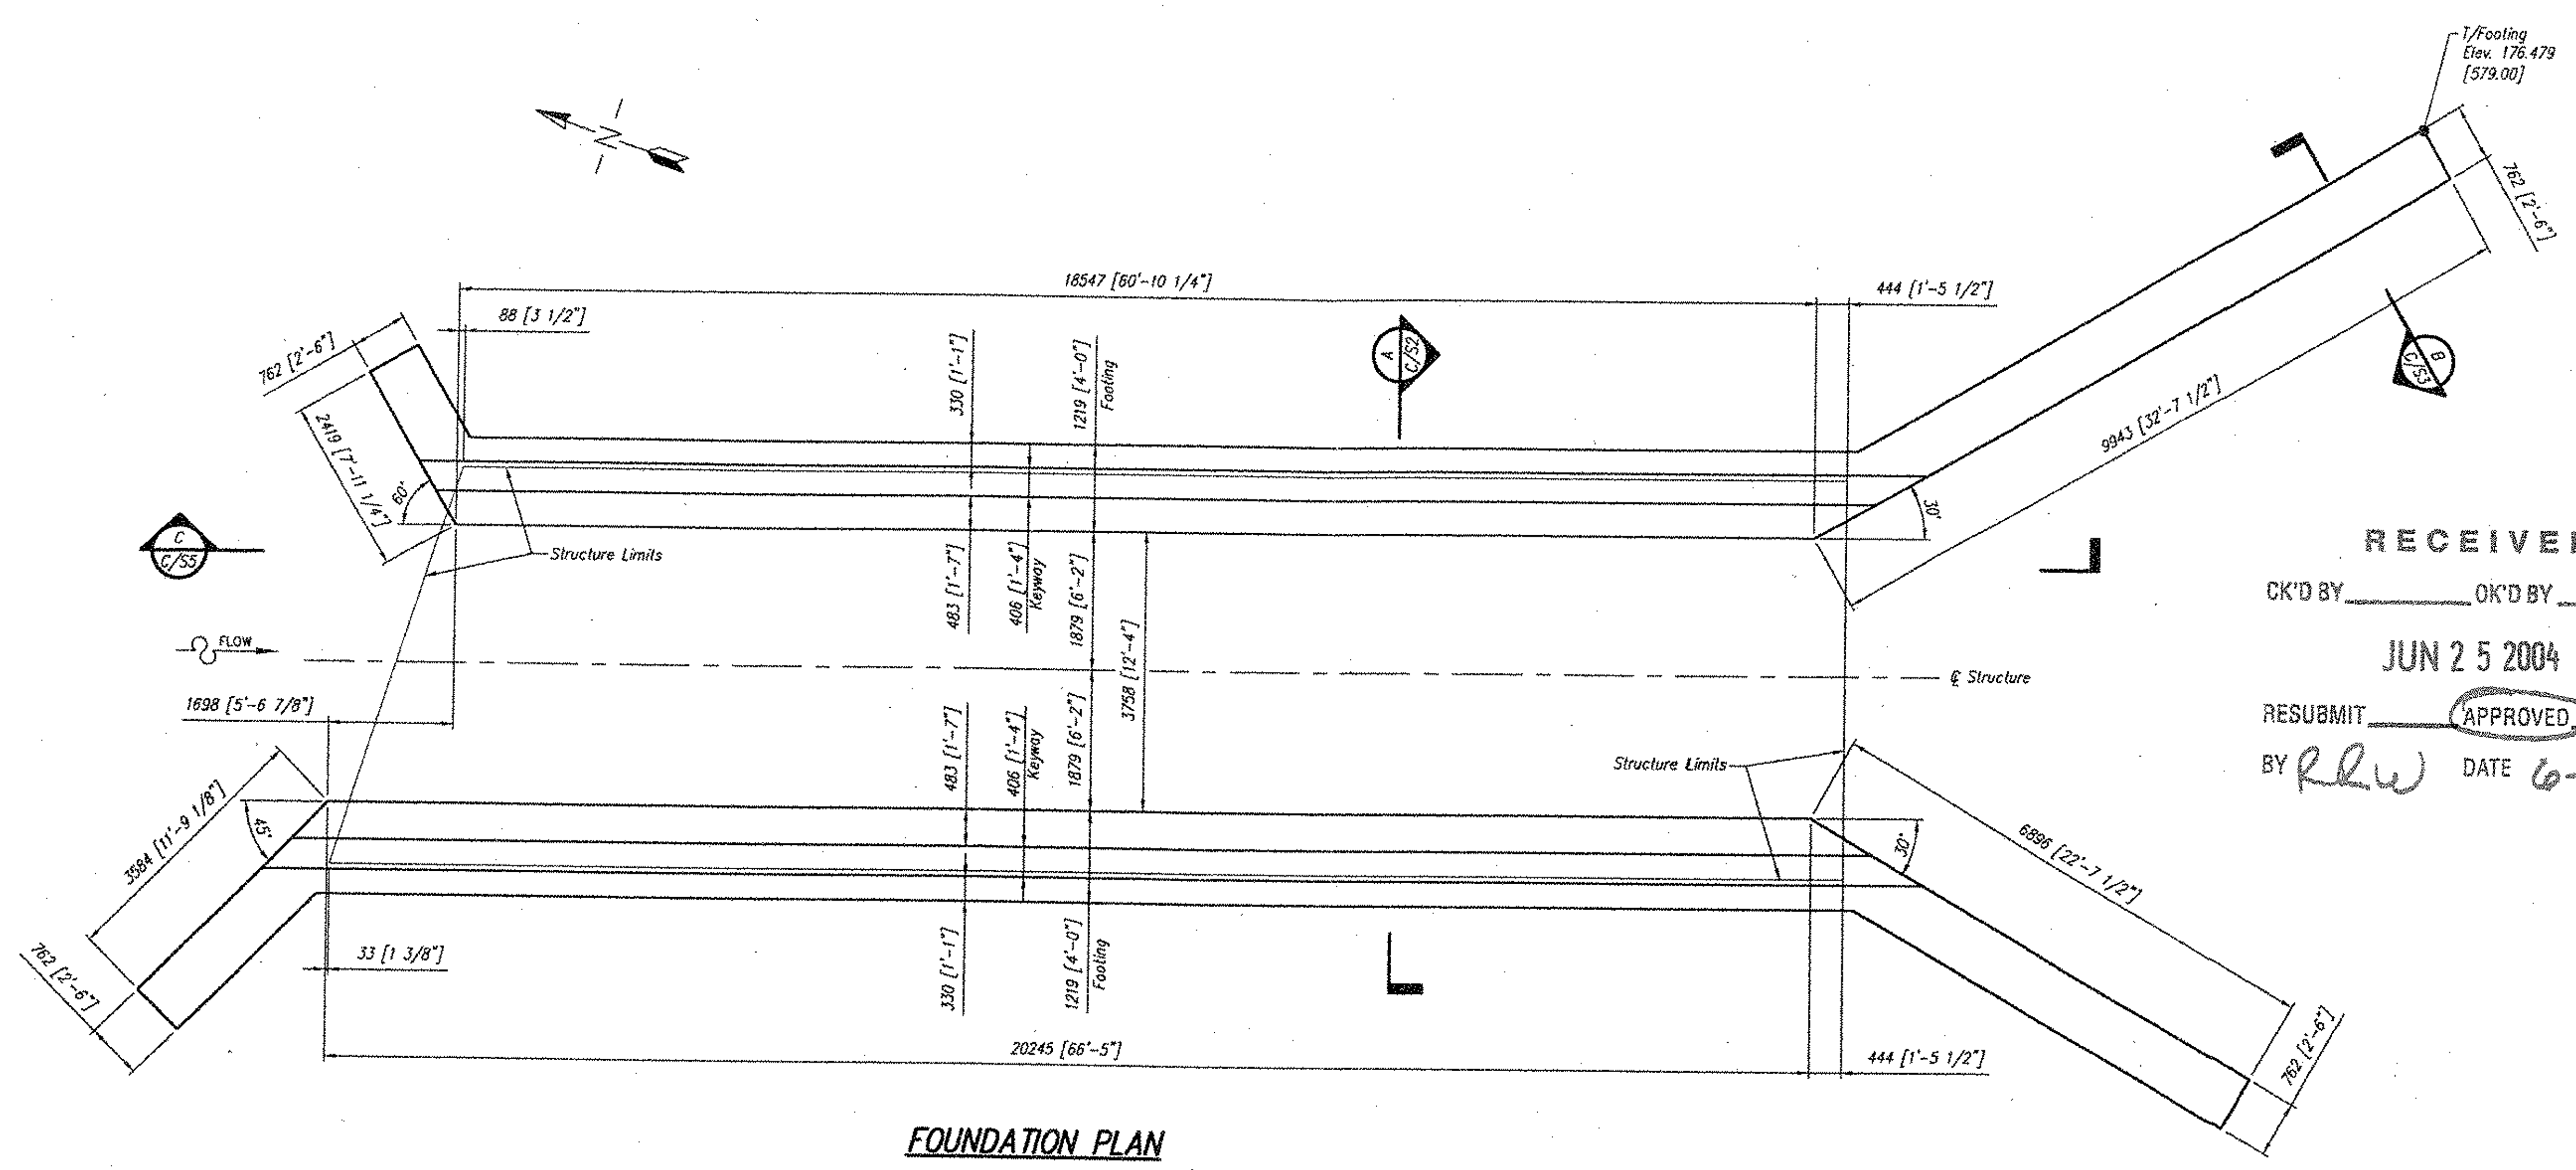 T/Footing
Elev. 176.479
[579.00]
N
762 [2'-6"]
18547 [60'-10 1/4"]
444 [1'-5 1/2"]
88 [3 1/2"]
762 [2'-6"]
330 [1'-1"]
1219 [4'-0"]
Footing
A
C/S2
B
C/S3
9943 [32'-7 1/2"]
2419 [7'-11 1/4"]
60°
30°
C
C/S5
Structure Limits
483 [1'-7"]
406 [1'-4"]
Keyway
1879 [6'-2"]
3758 [12'-4"]
FLOW
℄ Structure
1698 [5'-6 7/8"]
483 [1'-7"]
406 [1'-4"]
Keyway
1879 [6'-2"]
Structure Limits
3584 [11'-9 1/8"]
45°
30°
6896 [22'-7 1/2"]
762 [2'-6"]
33 [1 3/8"]
330 [1'-1"]
1219 [4'-0"]
Footing
20245 [66'-5"]
444 [1'-5 1/2"]
762 [2'-6"]
FOUNDATION PLAN
RECEIVE
CK'D BY OK'D BY
JUN 25 2004
RESUBMIT APPROVED
BY RRW DATE 6-